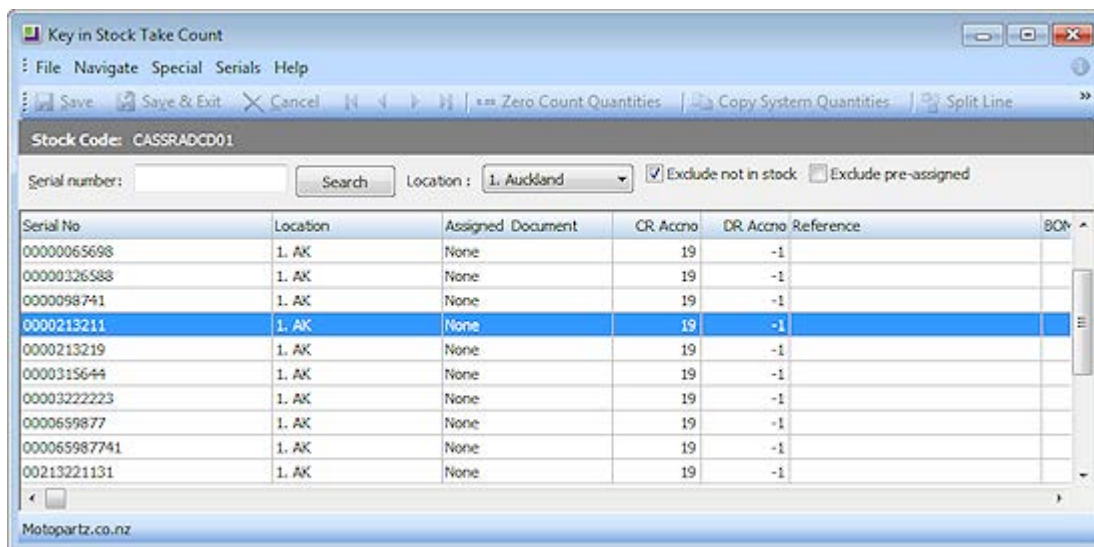 Key in Stock Take Count
File Navigate Special Serials Help
Save Save & Exit Cancel Zero Count Quantities Copy System Quantities Split Line
Stock Code: CASSRADCD01
Serial number: Search Location : 1. Auckland Exclude not in stock Exclude pre-assigned
Serial No Location Assigned Document CR Accno DR Accno Reference BOM
00000065698 1. AK None 19 -1
00000326588 1. AK None 19 -1
0000098741 1. AK None 19 -1
0000213211 1. AK None 19 -1
0000213219 1. AK None 19 -1
0000315644 1. AK None 19 -1
00003222223 1. AK None 19 -1
0000659877 1. AK None 19 -1
000065987741 1. AK None 19 -1
00213221131 1. AK None 19 -1
Motopartz.co.nz